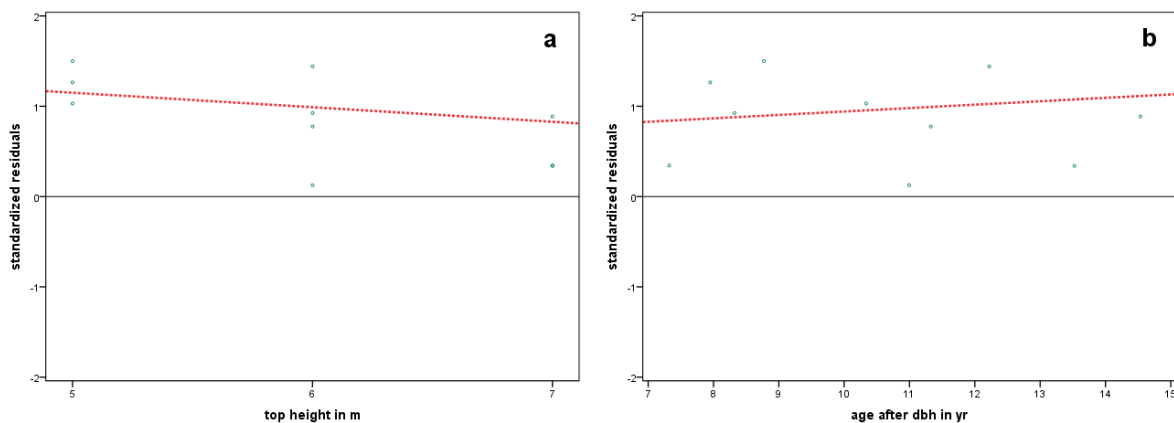 a
2
1
0
-1
-2
standardized residuals
5 6 7
top height in m
b
2
1
0
-1
-2
standardized residuals
7 8 9 10 11 12 13 14 15
age after dbh in yr